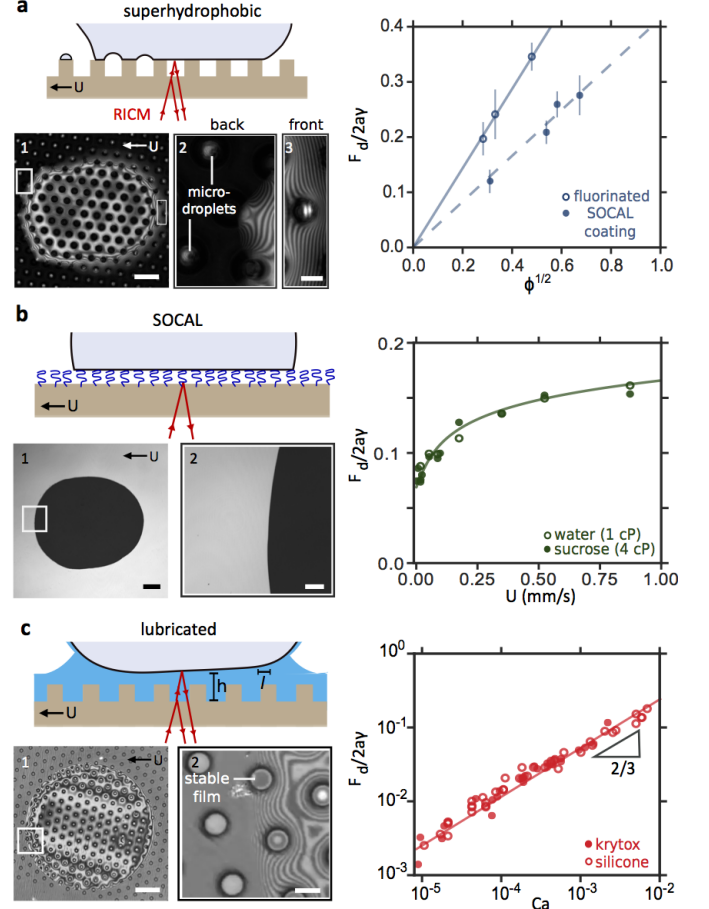 a
superhydrophobic
U
RICM
back
front
1
U
2
3
micro-
droplets
F_d/2aγ
0.4
0.3
0.2
0.1
0.0
0.0 0.2 0.4 0.6 0.8 1.0
ϕ^1/2
fluorinated
SOCAL
coating
b
SOCAL
U
1
U
2
F_d/2aγ
0.2
0.1
0.0
0.00 0.25 0.50 0.75 1.00
U (mm/s)
water (1 cP)
sucrose (4 cP)
c
lubricated
h
l
U
1
U
2
stable
film
F_d/2aγ
10^0
10^-1
10^-2
10^-3
10^-5 10^-4 10^-3 10^-2
Ca
2/3
krytox
silicone